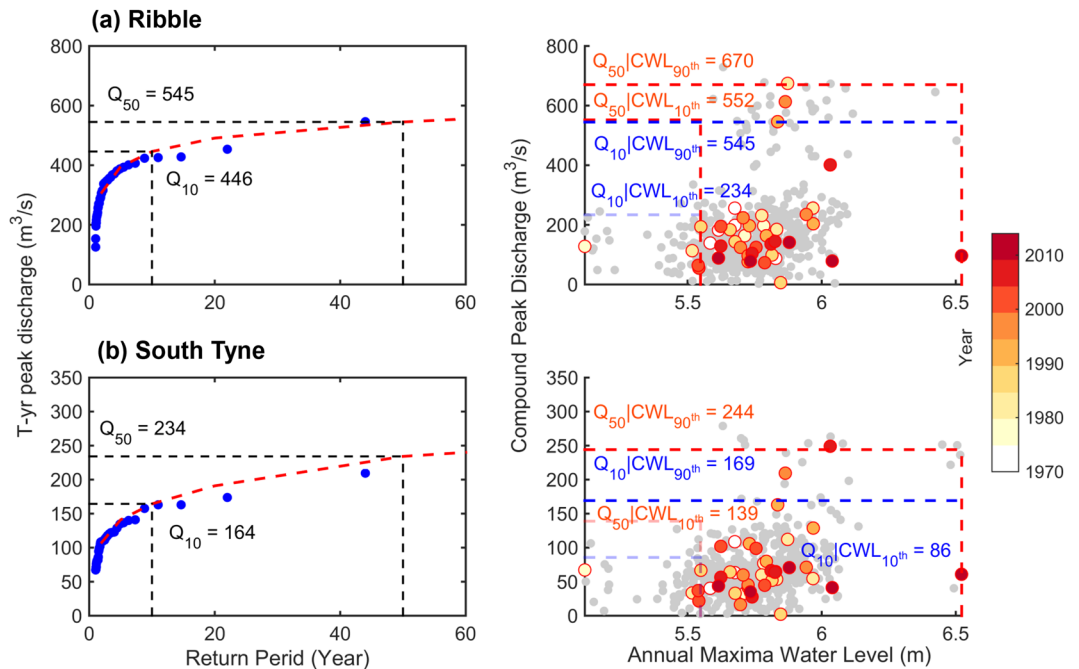 (a) Ribble
T-yr peak discharge (m³/s)
800
600
400
200
0
Q₅₀ = 545
Q₁₀ = 446
0 20 40 60
Compound Peak Discharge (m³/s)
800
600
400
200
0
Q₅₀|CWL₉₀ᵗʰ = 670
Q₅₀|CWL₁₀ᵗʰ = 552
Q₁₀|CWL₉₀ᵗʰ = 545
Q₁₀|CWL₁₀ᵗʰ = 234
5.5 6 6.5
(b) South Tyne
350
300
250
200
150
100
50
0
Q₅₀ = 234
Q₁₀ = 164
0 20 40 60
Return Perid (Year)
350
300
250
200
150
100
50
0
Q₅₀|CWL₉₀ᵗʰ = 244
Q₁₀|CWL₉₀ᵗʰ = 169
Q₅₀|CWL₁₀ᵗʰ = 139
Q₁₀|CWL₁₀ᵗʰ = 86
5.5 6 6.5
Annual Maxima Water Level (m)
Year
2010
2000
1990
1980
1970